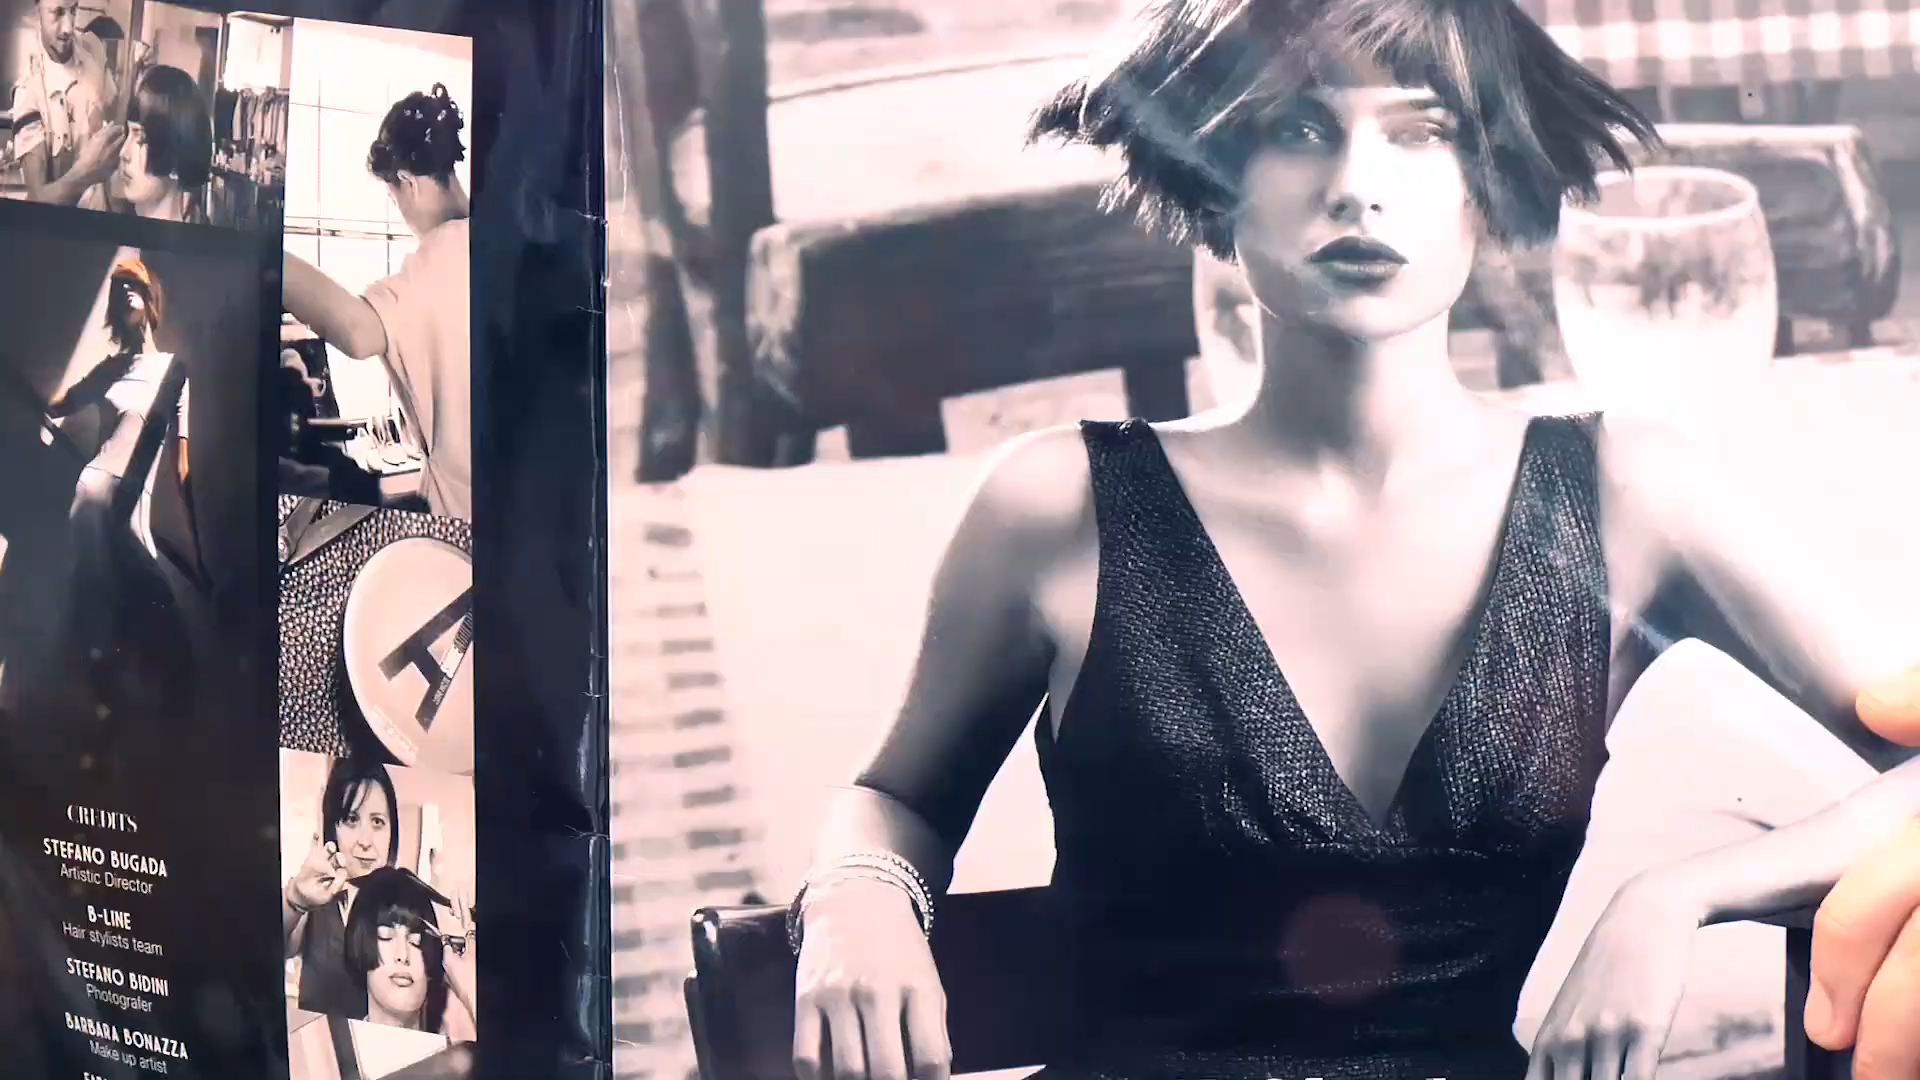 CREDITS
STEFANO BUGADA
Artistic Director
B-LINE
Hair stylists team
STEFANO BIDINI
Photografer
BARBARA BONAZZA
Make up artist
A